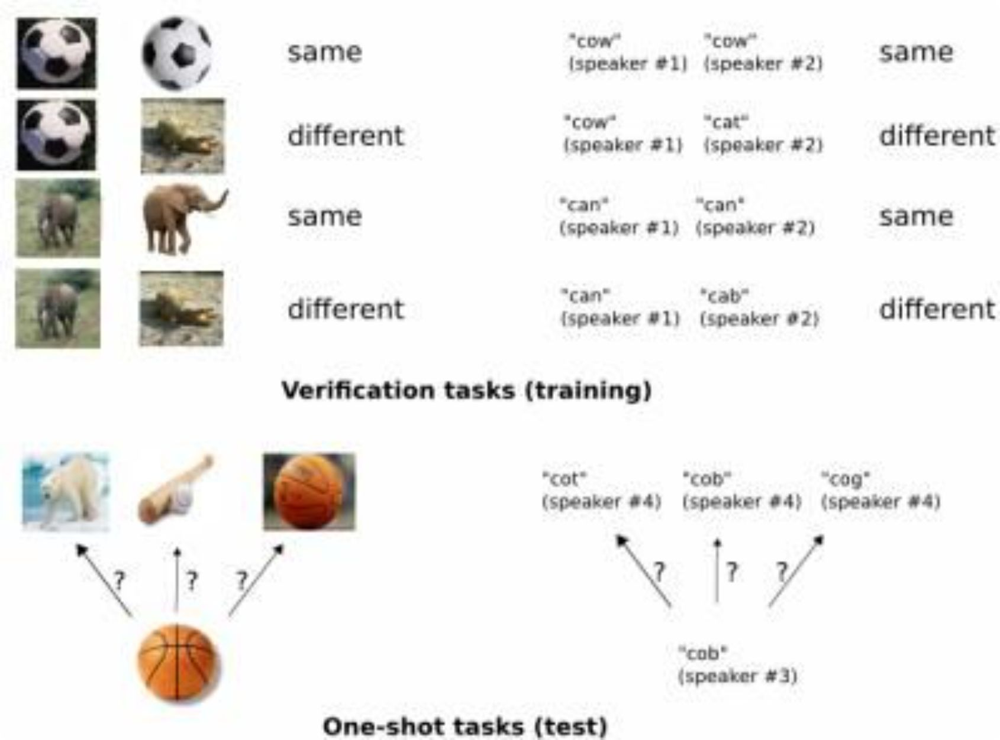 same
"cow" "cow"
(speaker #1) (speaker #2)
same
different
"cow" "cat"
(speaker #1) (speaker #2)
different
same
"can" "can"
(speaker #1) (speaker #2)
same
different
"can" "cab"
(speaker #1) (speaker #2)
different
Verification tasks (training)
"cot" "cob" "cog"
(speaker #4) (speaker #4) (speaker #4)
? ? ?
? ? ?
"cob"
(speaker #3)
One-shot tasks (test)